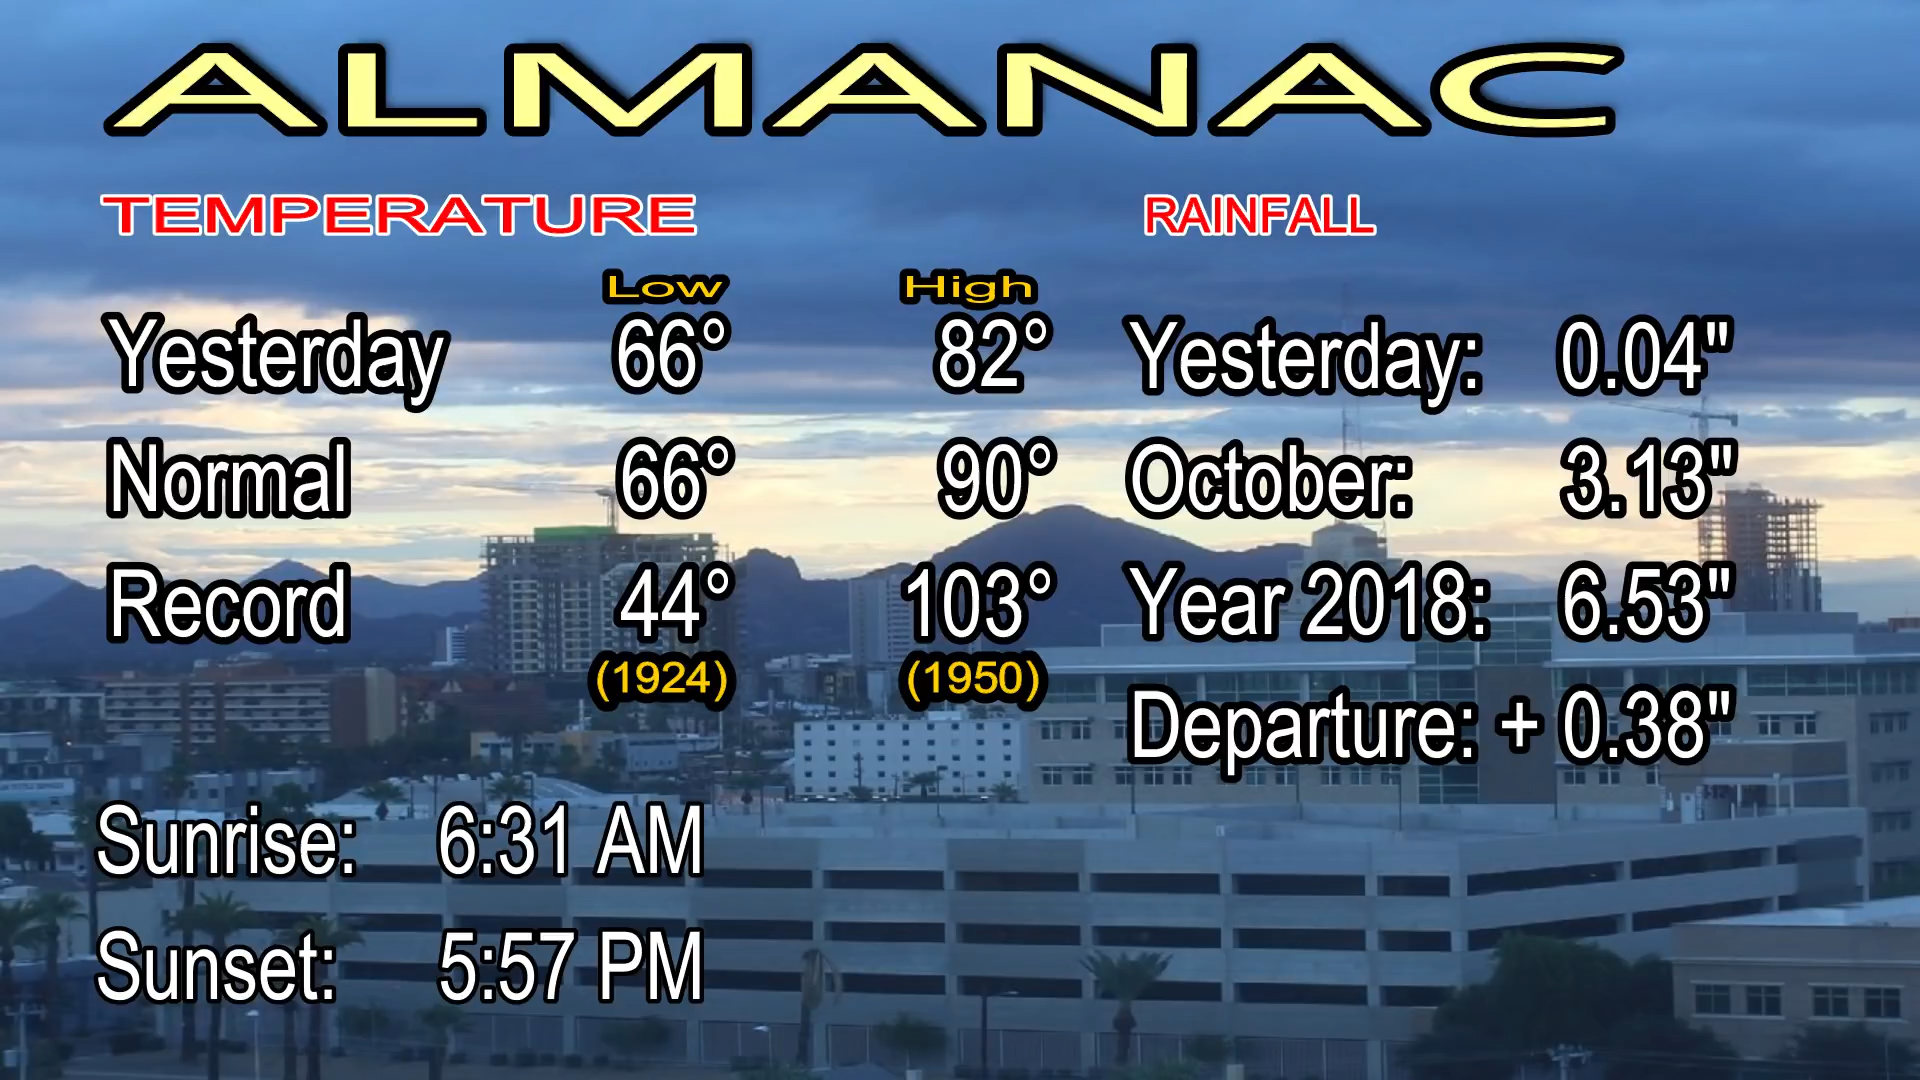 ALMANAC
TEMPERATURE
RAINFALL
Low High
Yesterday 66° 82° Yesterday: 0.04"
Normal 66° 90° October: 3.13"
Record 44° 103° Year 2018: 6.53"
(1924) (1950)
Departure: + 0.38"
Sunrise: 6:31 AM
Sunset: 5:57 PM